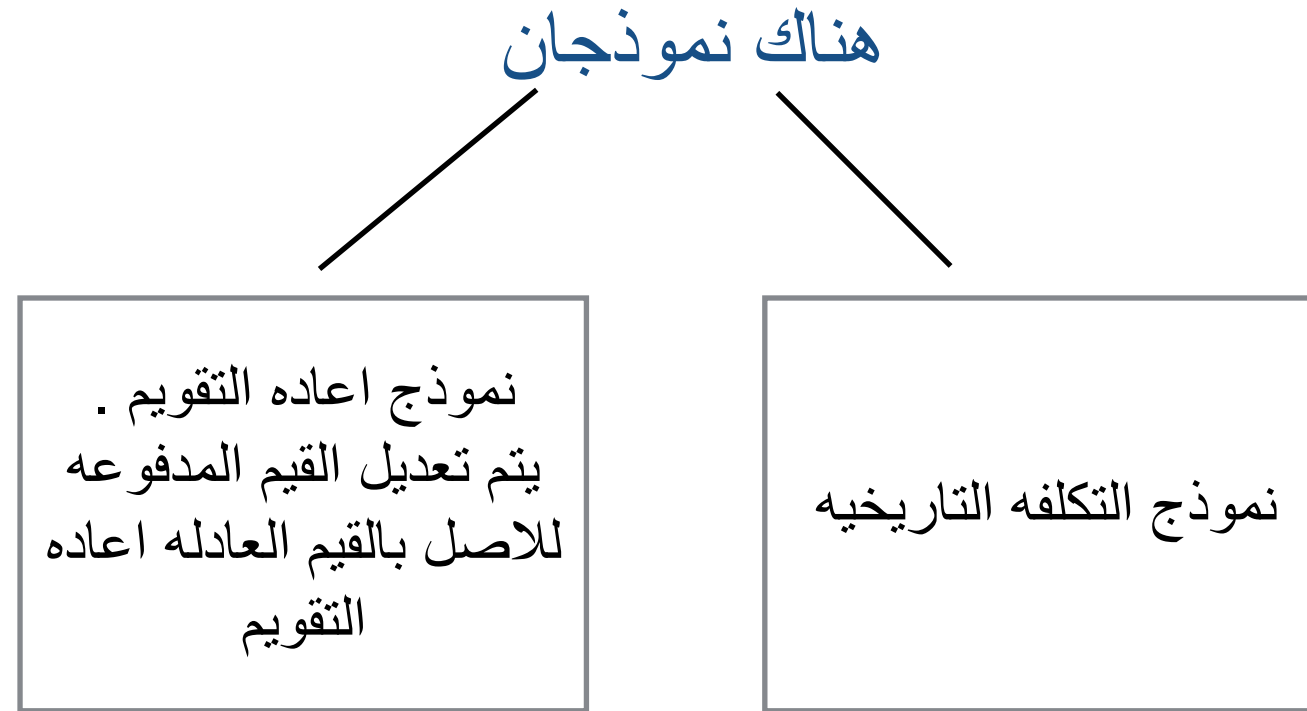 هناك نموذجان
نموذج التكلفه التاريخيه
نموذج اعاده التقويم .
يتم تعديل القيم المدفوعه
للاصل بالقيم العادله اعاده
التقويم